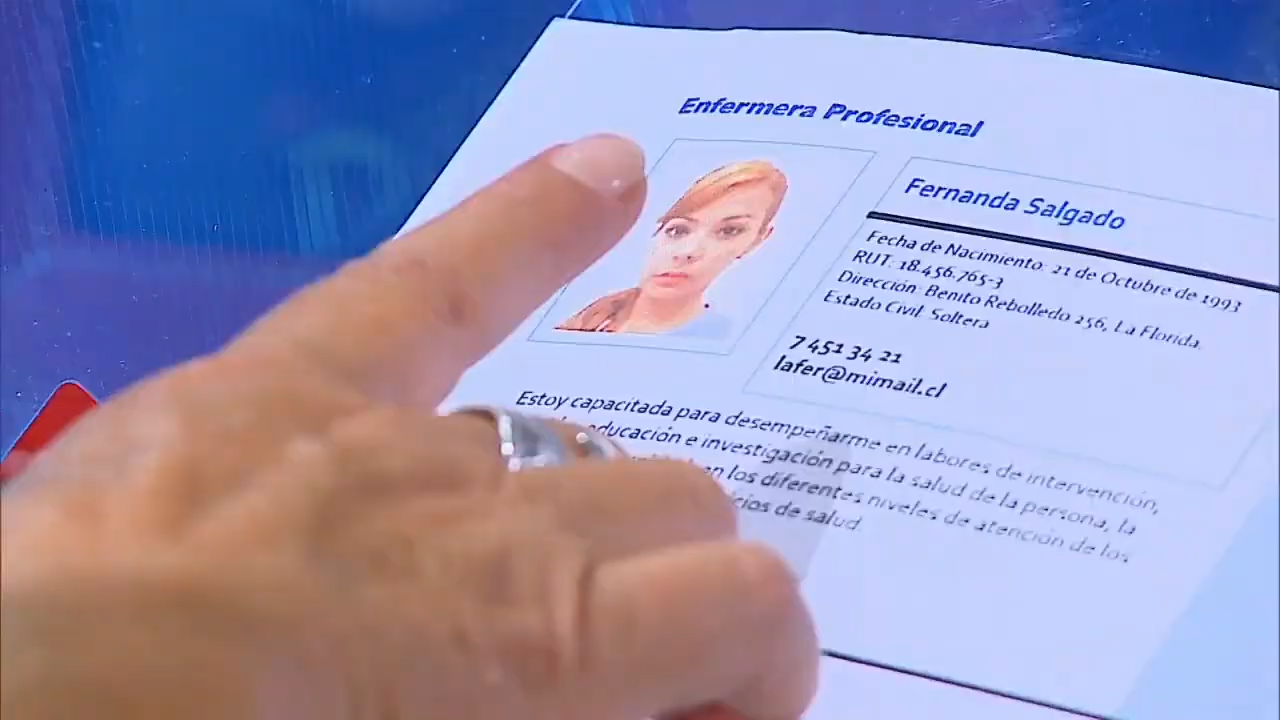 Enfermera Profesional
Fernanda Salgado
Fecha de Nacimiento: 21 de Octubre de 1993
RUT: 18.456.765-3
Dirección: Benito Rebolledo 256, La Florida.
Estado Civil: Soltera
7 451 34 21
lafer@mimail.cl
Estoy capacitada para desempeñarme en labores de intervención,
educación e investigación para la salud de la persona, la
en los diferentes niveles de atención de los
de salud.